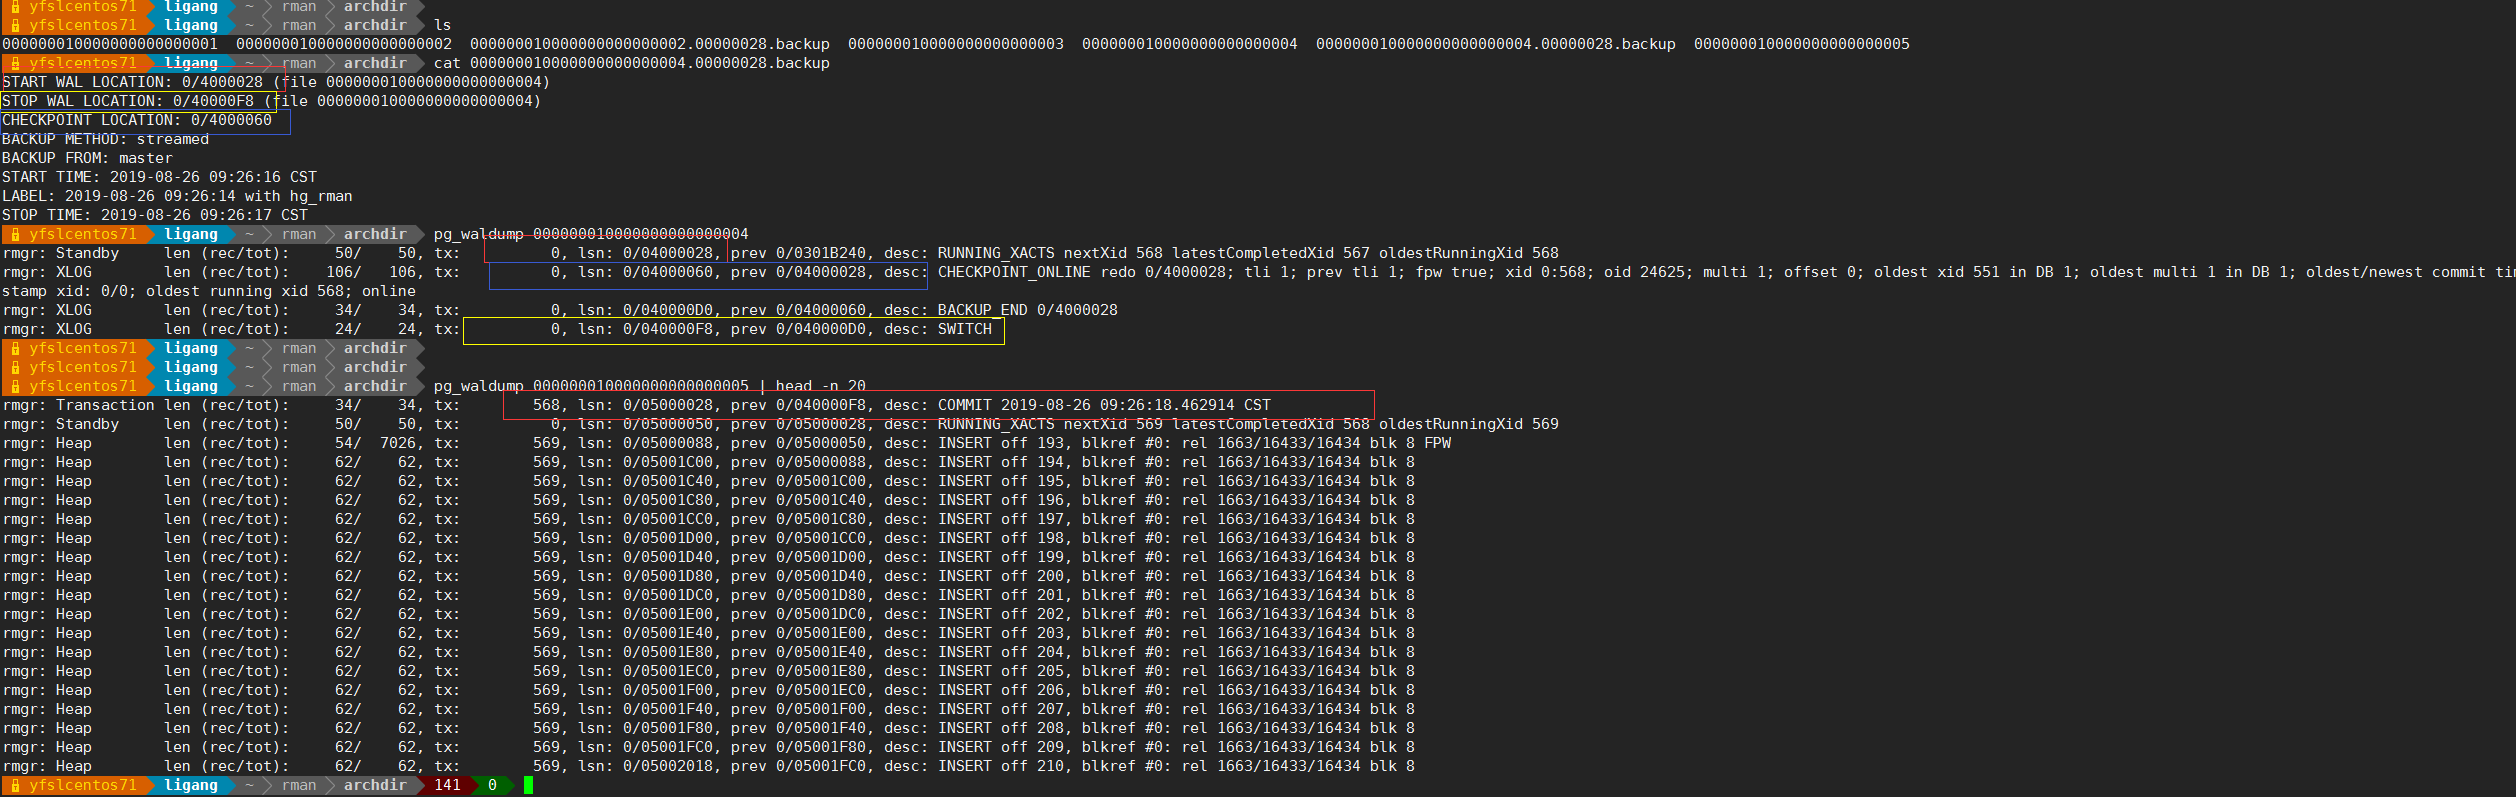 yfslcentos71 ligang ~ rman archdir
yfslcentos71 ligang ~ rman archdir ls
000000010000000000000001 000000010000000000000002 000000010000000000000002.00000028.backup 000000010000000000000003 000000010000000000000004 000000010000000000000004.00000028.backup 000000010000000000000005
yfslcentos71 ligang ~ rman archdir cat 000000010000000000000004.00000028.backup
START WAL LOCATION: 0/4000028 (file 000000010000000000000004)
STOP WAL LOCATION: 0/40000F8 (file 000000010000000000000004)
CHECKPOINT LOCATION: 0/4000060
BACKUP METHOD: streamed
BACKUP FROM: master
START TIME: 2019-08-26 09:26:16 CST
LABEL: 2019-08-26 09:26:14 with hg_rman
STOP TIME: 2019-08-26 09:26:17 CST
yfslcentos71 ligang ~ rman archdir pg_waldump 000000010000000000000004
rmgr: Standby len (rec/tot): 50/ 50, tx: 0, lsn: 0/04000028, prev 0/0301B240, desc: RUNNING_XACTS nextXid 568 latestCompletedXid 567 oldestRunningXid 568
rmgr: XLOG len (rec/tot): 106/ 106, tx: 0, lsn: 0/04000060, prev 0/04000028, desc: CHECKPOINT_ONLINE redo 0/4000028; tli 1; prev tli 1; fpw true; xid 0:568; oid 24625; multi 1; offset 0; oldest xid 551 in DB 1; oldest multi 1 in DB 1; oldest/newest commit tim
stamp xid: 0/0; oldest running xid 568; online
rmgr: XLOG len (rec/tot): 34/ 34, tx: 0, lsn: 0/040000D0, prev 0/04000060, desc: BACKUP_END 0/4000028
rmgr: XLOG len (rec/tot): 24/ 24, tx: 0, lsn: 0/040000F8, prev 0/040000D0, desc: SWITCH
yfslcentos71 ligang ~ rman archdir
yfslcentos71 ligang ~ rman archdir
yfslcentos71 ligang ~ rman archdir pg_waldump 000000010000000000000005 | head -n 20
rmgr: Transaction len (rec/tot): 34/ 34, tx: 568, lsn: 0/05000028, prev 0/040000F8, desc: COMMIT 2019-08-26 09:26:18.462914 CST
rmgr: Standby len (rec/tot): 50/ 50, tx: 0, lsn: 0/05000050, prev 0/05000028, desc: RUNNING_XACTS nextXid 569 latestCompletedXid 568 oldestRunningXid 569
rmgr: Heap len (rec/tot): 54/ 7026, tx: 569, lsn: 0/05000088, prev 0/05000050, desc: INSERT off 193, blkref #0: rel 1663/16433/16434 blk 8 FPW
rmgr: Heap len (rec/tot): 62/ 62, tx: 569, lsn: 0/05001C00, prev 0/05000088, desc: INSERT off 194, blkref #0: rel 1663/16433/16434 blk 8
rmgr: Heap len (rec/tot): 62/ 62, tx: 569, lsn: 0/05001C40, prev 0/05001C00, desc: INSERT off 195, blkref #0: rel 1663/16433/16434 blk 8
rmgr: Heap len (rec/tot): 62/ 62, tx: 569, lsn: 0/05001C80, prev 0/05001C40, desc: INSERT off 196, blkref #0: rel 1663/16433/16434 blk 8
rmgr: Heap len (rec/tot): 62/ 62, tx: 569, lsn: 0/05001CC0, prev 0/05001C80, desc: INSERT off 197, blkref #0: rel 1663/16433/16434 blk 8
rmgr: Heap len (rec/tot): 62/ 62, tx: 569, lsn: 0/05001D00, prev 0/05001CC0, desc: INSERT off 198, blkref #0: rel 1663/16433/16434 blk 8
rmgr: Heap len (rec/tot): 62/ 62, tx: 569, lsn: 0/05001D40, prev 0/05001D00, desc: INSERT off 199, blkref #0: rel 1663/16433/16434 blk 8
rmgr: Heap len (rec/tot): 62/ 62, tx: 569, lsn: 0/05001D80, prev 0/05001D40, desc: INSERT off 200, blkref #0: rel 1663/16433/16434 blk 8
rmgr: Heap len (rec/tot): 62/ 62, tx: 569, lsn: 0/05001DC0, prev 0/05001D80, desc: INSERT off 201, blkref #0: rel 1663/16433/16434 blk 8
rmgr: Heap len (rec/tot): 62/ 62, tx: 569, lsn: 0/05001E00, prev 0/05001DC0, desc: INSERT off 202, blkref #0: rel 1663/16433/16434 blk 8
rmgr: Heap len (rec/tot): 62/ 62, tx: 569, lsn: 0/05001E40, prev 0/05001E00, desc: INSERT off 203, blkref #0: rel 1663/16433/16434 blk 8
rmgr: Heap len (rec/tot): 62/ 62, tx: 569, lsn: 0/05001E80, prev 0/05001E40, desc: INSERT off 204, blkref #0: rel 1663/16433/16434 blk 8
rmgr: Heap len (rec/tot): 62/ 62, tx: 569, lsn: 0/05001EC0, prev 0/05001E80, desc: INSERT off 205, blkref #0: rel 1663/16433/16434 blk 8
rmgr: Heap len (rec/tot): 62/ 62, tx: 569, lsn: 0/05001F00, prev 0/05001EC0, desc: INSERT off 206, blkref #0: rel 1663/16433/16434 blk 8
rmgr: Heap len (rec/tot): 62/ 62, tx: 569, lsn: 0/05001F40, prev 0/05001F00, desc: INSERT off 207, blkref #0: rel 1663/16433/16434 blk 8
rmgr: Heap len (rec/tot): 62/ 62, tx: 569, lsn: 0/05001F80, prev 0/05001F40, desc: INSERT off 208, blkref #0: rel 1663/16433/16434 blk 8
rmgr: Heap len (rec/tot): 62/ 62, tx: 569, lsn: 0/05001FC0, prev 0/05001F80, desc: INSERT off 209, blkref #0: rel 1663/16433/16434 blk 8
rmgr: Heap len (rec/tot): 62/ 62, tx: 569, lsn: 0/05002018, prev 0/05001FC0, desc: INSERT off 210, blkref #0: rel 1663/16433/16434 blk 8
yfslcentos71 ligang ~ rman archdir 141 0